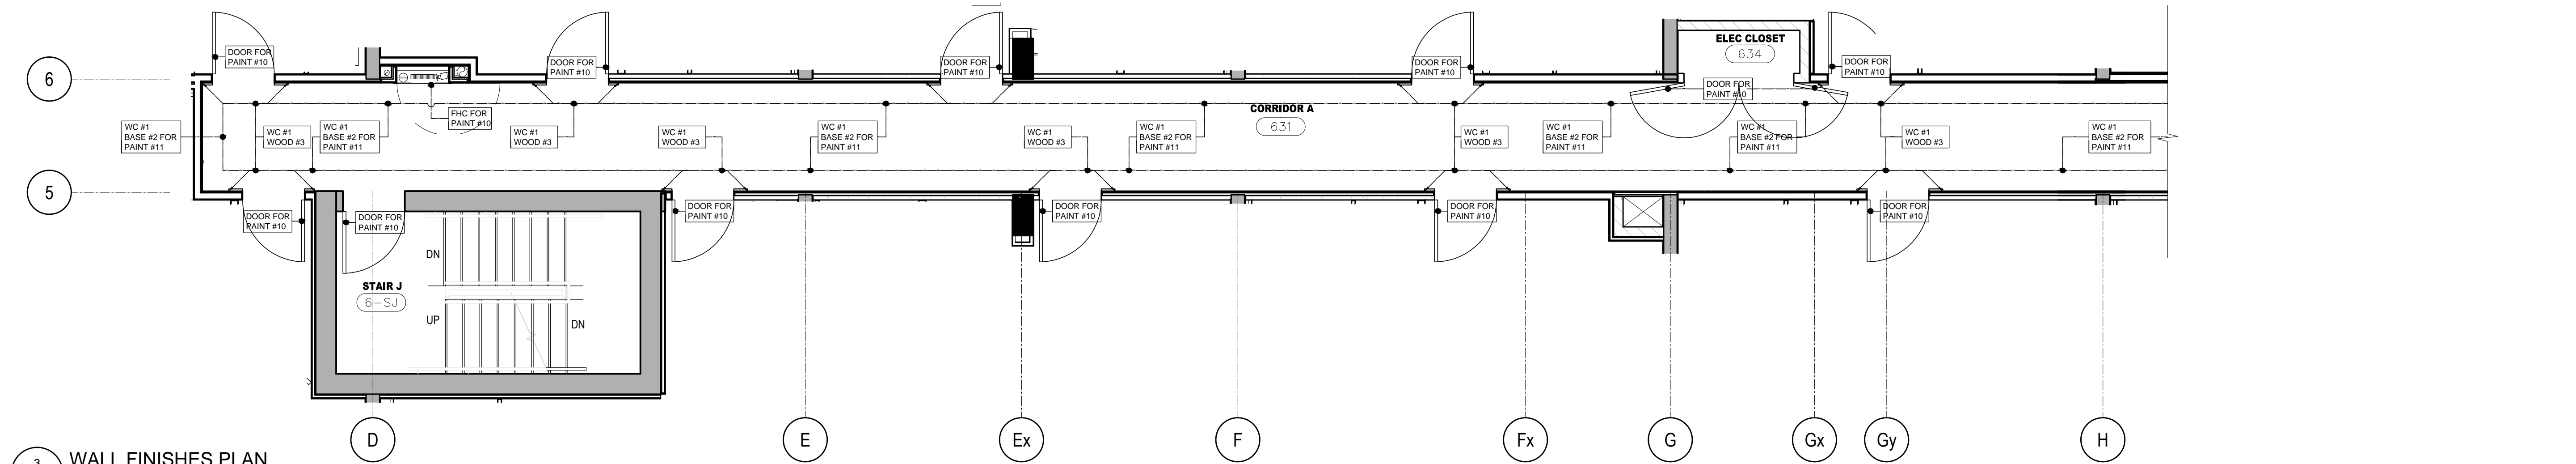 DOOR FOR
PAINT #10
DOOR FOR
PAINT #10
DOOR FOR
PAINT #10
DOOR FOR
PAINT #10
ELEC CLOSET
634
DOOR FOR
PAINT #10
6
DOOR FOR
PAINT #10
FHC FOR
PAINT #10
CORRIDOR A
631
WC #1
BASE #2 FOR
PAINT #11
WC #1
WOOD #3
WC #1
BASE #2 FOR
PAINT #11
WC #1
WOOD #3
WC #1
WOOD #3
WC #1
BASE #2 FOR
PAINT #11
WC #1
WOOD #3
WC #1
BASE #2 FOR
PAINT #11
WC #1
WOOD #3
WC #1
BASE #2 FOR
PAINT #11
WC #1
BASE #2 FOR
PAINT #11
WC #1
WOOD #3
WC #1
BASE #2 FOR
PAINT #11
5
DOOR FOR
PAINT #10
DOOR FOR
PAINT #10
DOOR FOR
PAINT #10
DOOR FOR
PAINT #10
DOOR FOR
PAINT #10
DOOR FOR
PAINT #10
DN
STAIR J
6-SJ
UP
DN
D
E
Ex
F
Fx
G
Gx
Gy
H
3
WALL FINISHES PLAN